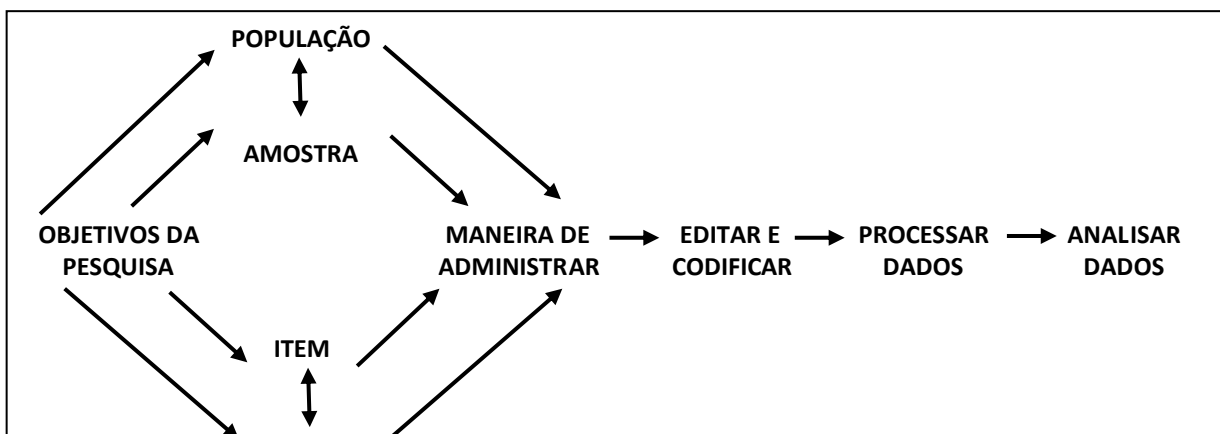 POPULAÇÃO
AMOSTRA
OBJETIVOS DA
PESQUISA
MANEIRA DE
ADMINISTRAR
EDITAR E
CODIFICAR
PROCESSAR
DADOS
ANALISAR
DADOS
ITEM